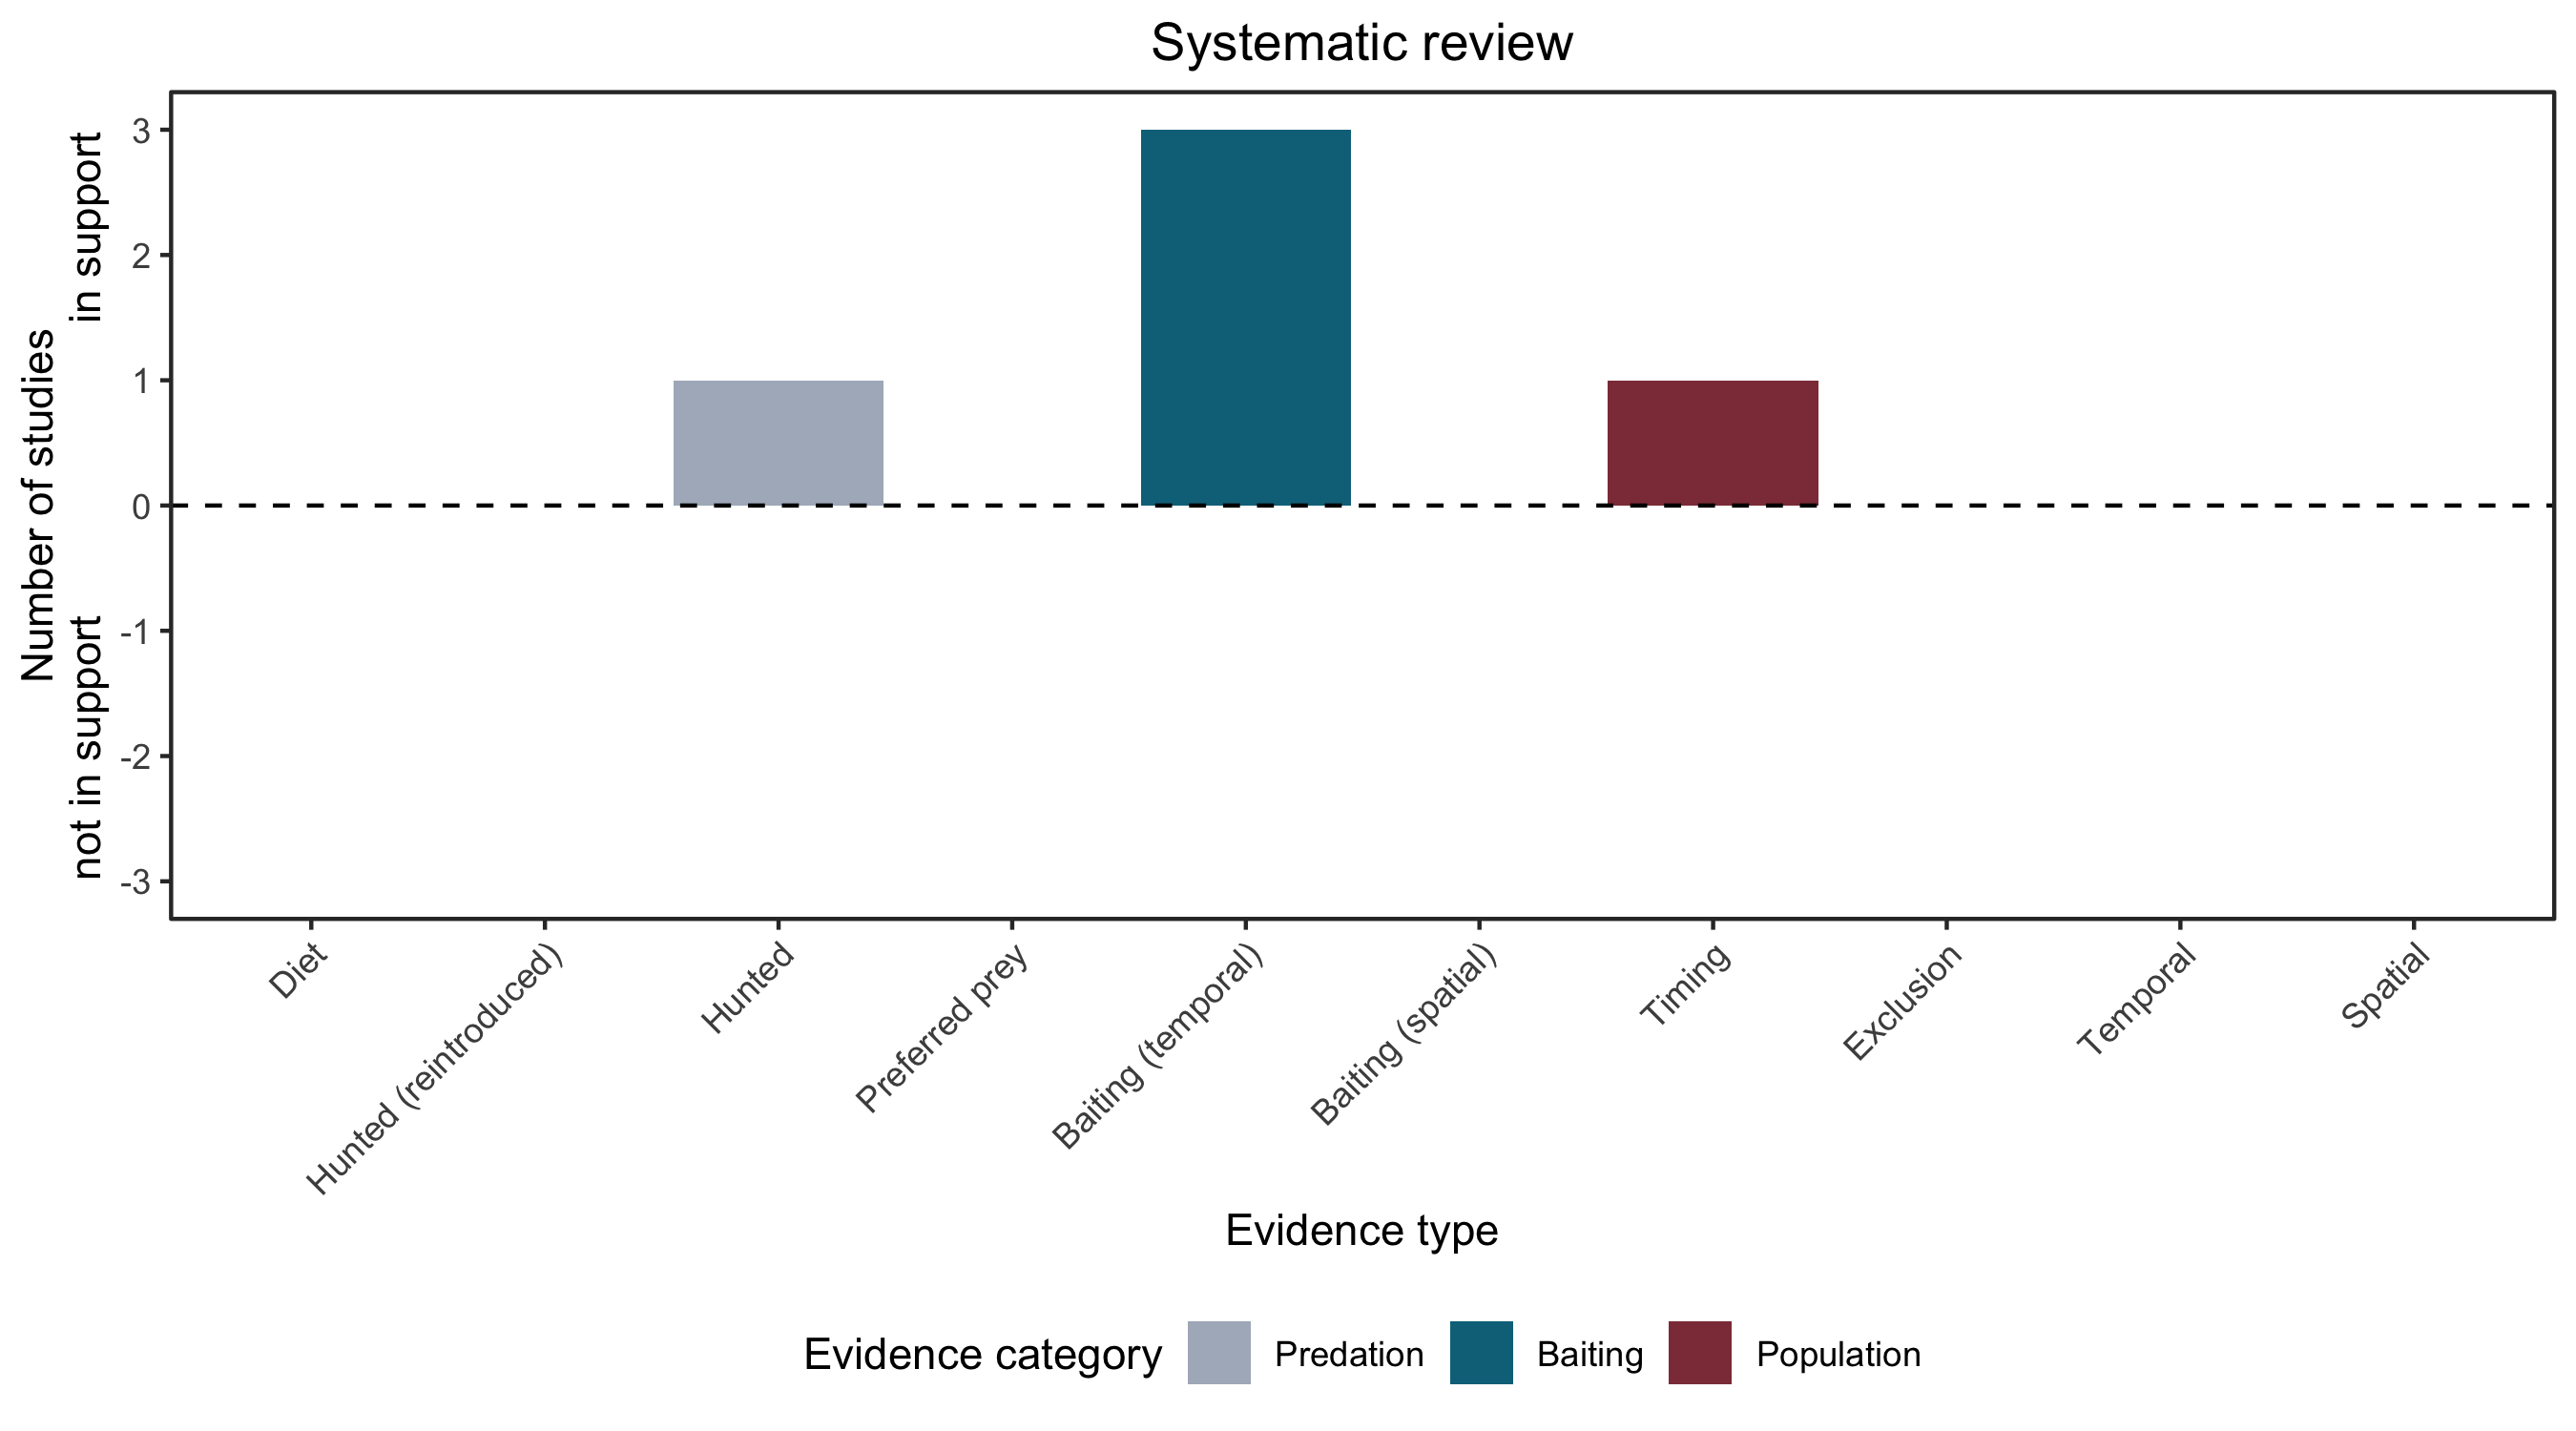 Systematic review
Number of studies
not in support in support
3
2
1
0
-1
-2
-3
Diet
Hunted (reintroduced)
Hunted
Preferred prey
Baiting (temporal)
Baiting (spatial)
Timing
Exclusion
Temporal
Spatial
Evidence type
Evidence category Predation Baiting Population